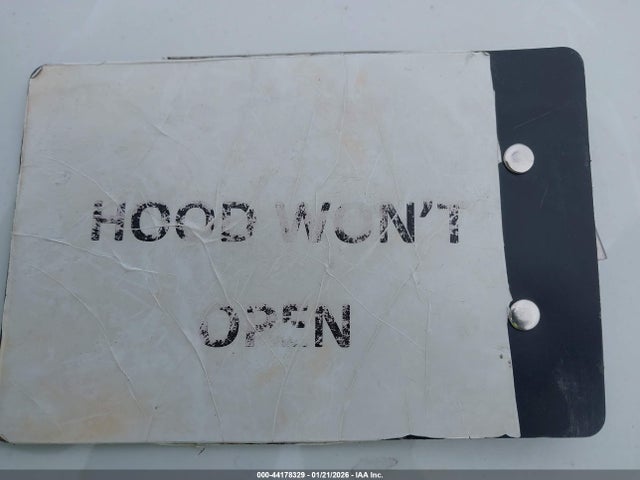 HOOD WON'T
OPEN
000-44178329 - 01/21/2026 - IAA Inc.